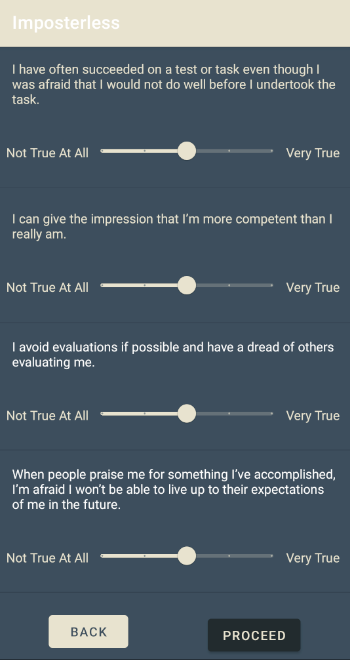 Imposterless
I have often succeeded on a test or task even though I
was afraid that I would not do well before I undertook the
task.
Not True At All Very True
I can give the impression that I'm more competent than I
really am.
Not True At All Very True
I avoid evaluations if possible and have a dread of others
evaluating me.
Not True At All Very True
When people praise me for something I've accomplished,
I'm afraid I won't be able to live up to their expectations
of me in the future.
Not True At All Very True
BACK PROCEED